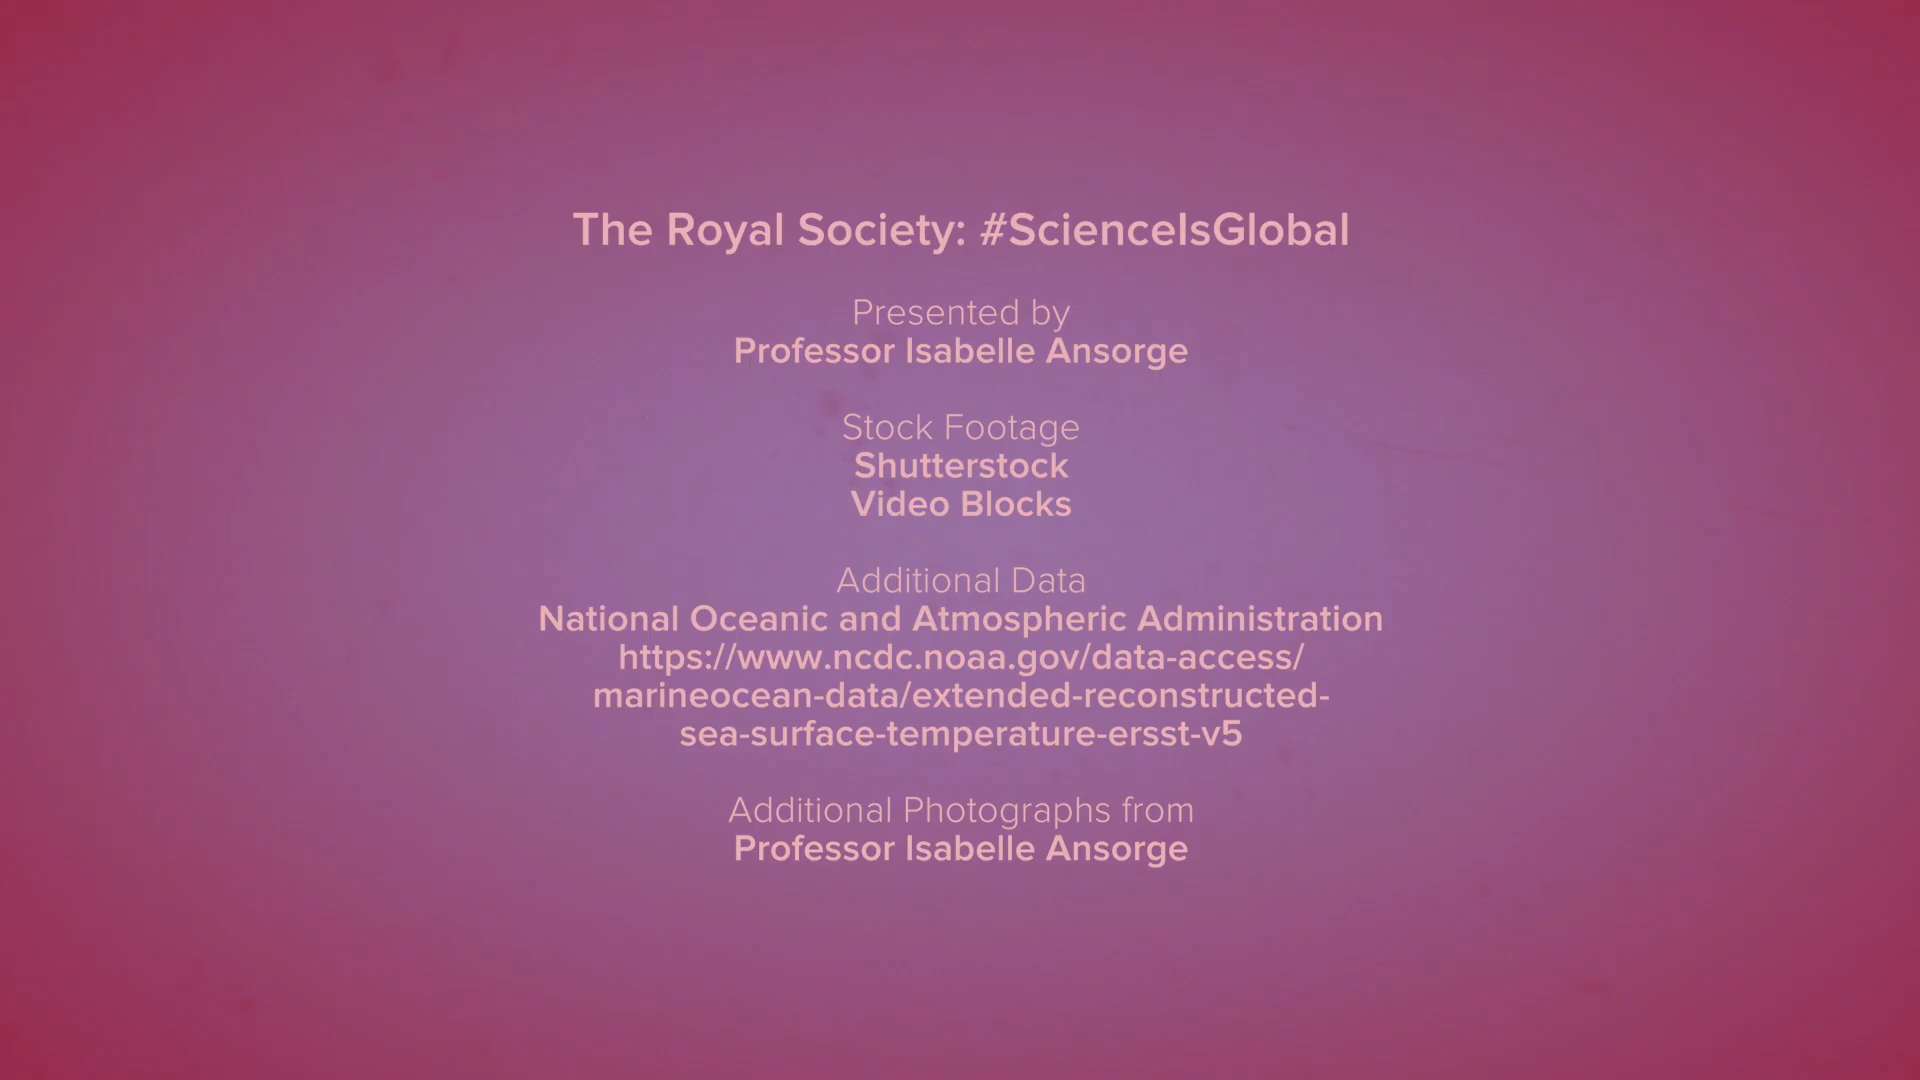 The Royal Society: #ScienceIsGlobal
Presented by
Professor Isabelle Ansorge
Stock Footage
Shutterstock
Video Blocks
Additional Data
National Oceanic and Atmospheric Administration
https://www.ncdc.noaa.gov/data-access/
marineocean-data/extended-reconstructed-
sea-surface-temperature-ersst-v5
Additional Photographs from
Professor Isabelle Ansorge